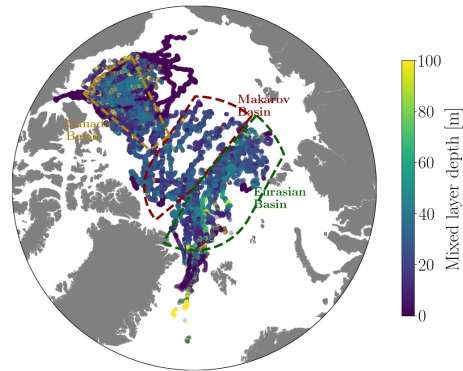 Makarov
Basin
Canada
Basin
Eurasian
Basin
100
80
60
40
20
0
Mixed layer depth [m]